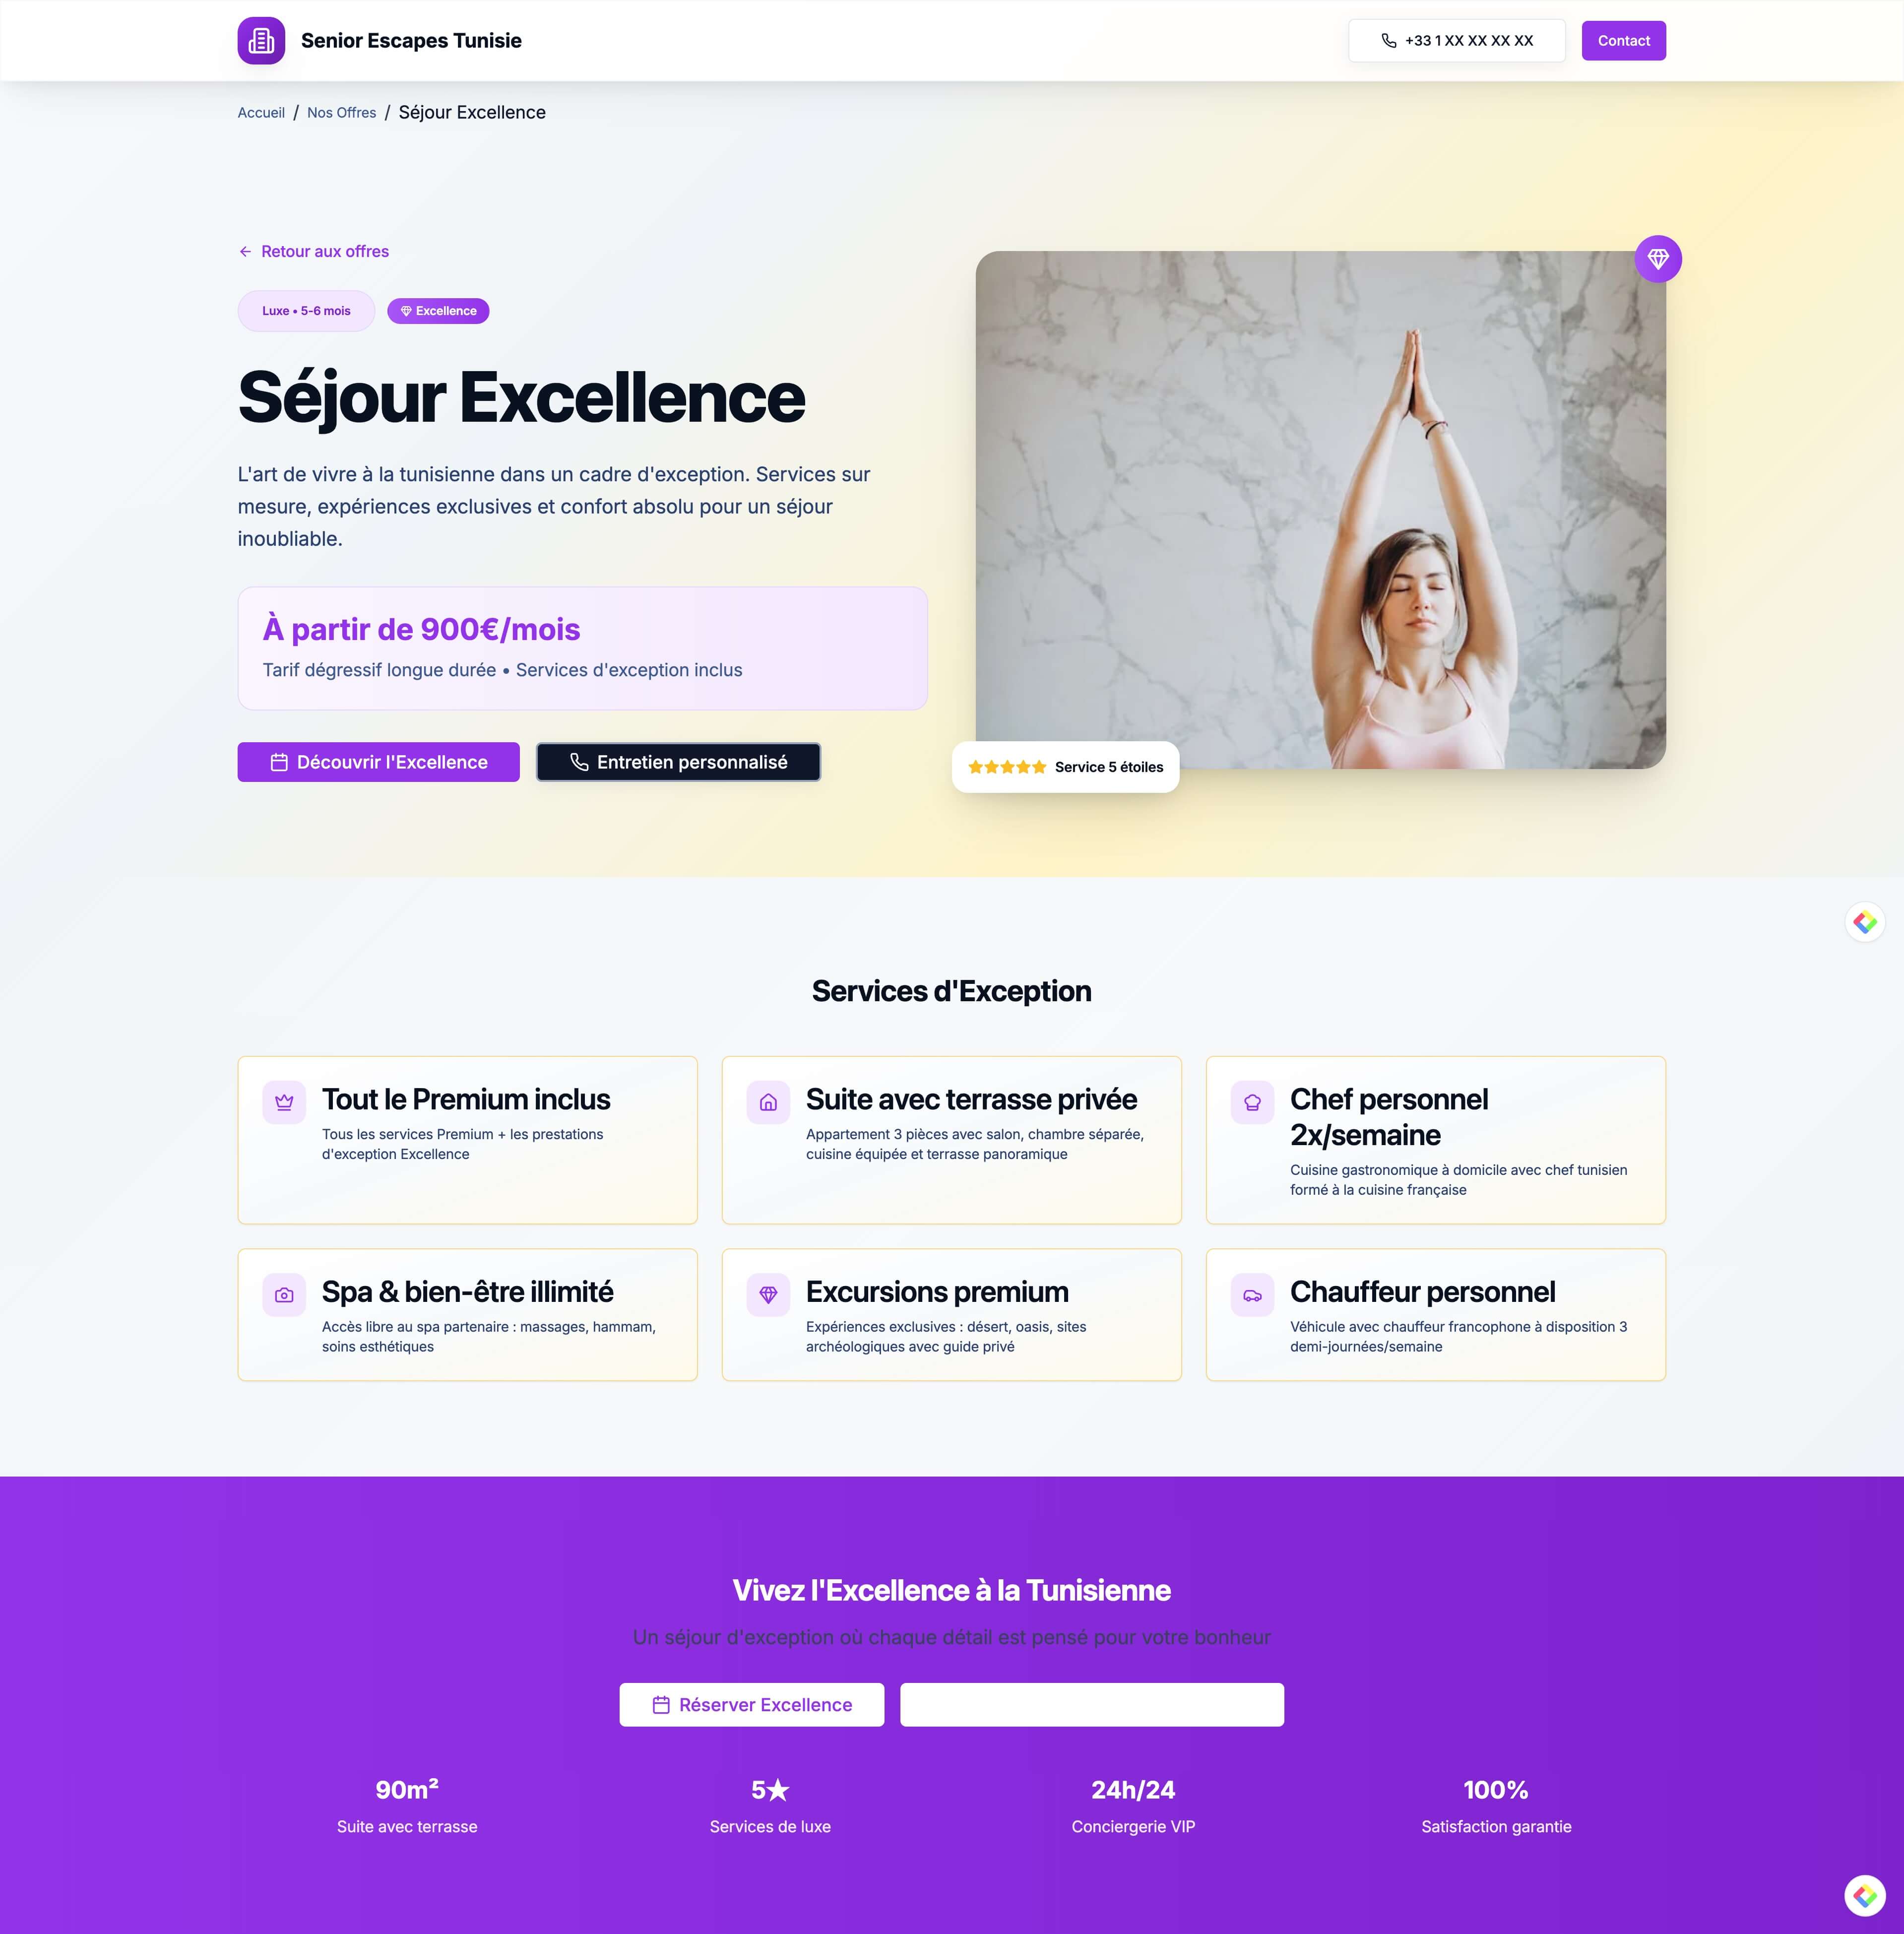 Senior Escapes Tunisie
+33 1 XX XX XX XX
Contact
Accueil / Nos Offres / Séjour Excellence
← Retour aux offres
Luxe • 5-6 mois
Excellence
Séjour Excellence
L'art de vivre à la tunisienne dans un cadre d'exception. Services sur
mesure, expériences exclusives et confort absolu pour un séjour
inoubliable.
À partir de 900€/mois
Tarif dégressif longue durée • Services d'exception inclus
Découvrir l'Excellence
Entretien personnalisé
Service 5 étoiles
Services d'Exception
Tout le Premium inclus
Tous les services Premium + les prestations
d'exception Excellence
Suite avec terrasse privée
Appartement 3 pièces avec salon, chambre séparée,
cuisine équipée et terrasse panoramique
Chef personnel
2x/semaine
Cuisine gastronomique à domicile avec chef tunisien
formé à la cuisine française
Spa & bien-être illimité
Accès libre au spa partenaire : massages, hammam,
soins esthétiques
Excursions premium
Expériences exclusives : désert, oasis, sites
archéologiques avec guide privé
Chauffeur personnel
Véhicule avec chauffeur francophone à disposition 3
demi-journées/semaine
Vivez l'Excellence à la Tunisienne
Un séjour d'exception où chaque détail est pensé pour votre bonheur
Réserver Excellence
90m²
Suite avec terrasse
5★
Services de luxe
24h/24
Conciergerie VIP
100%
Satisfaction garantie